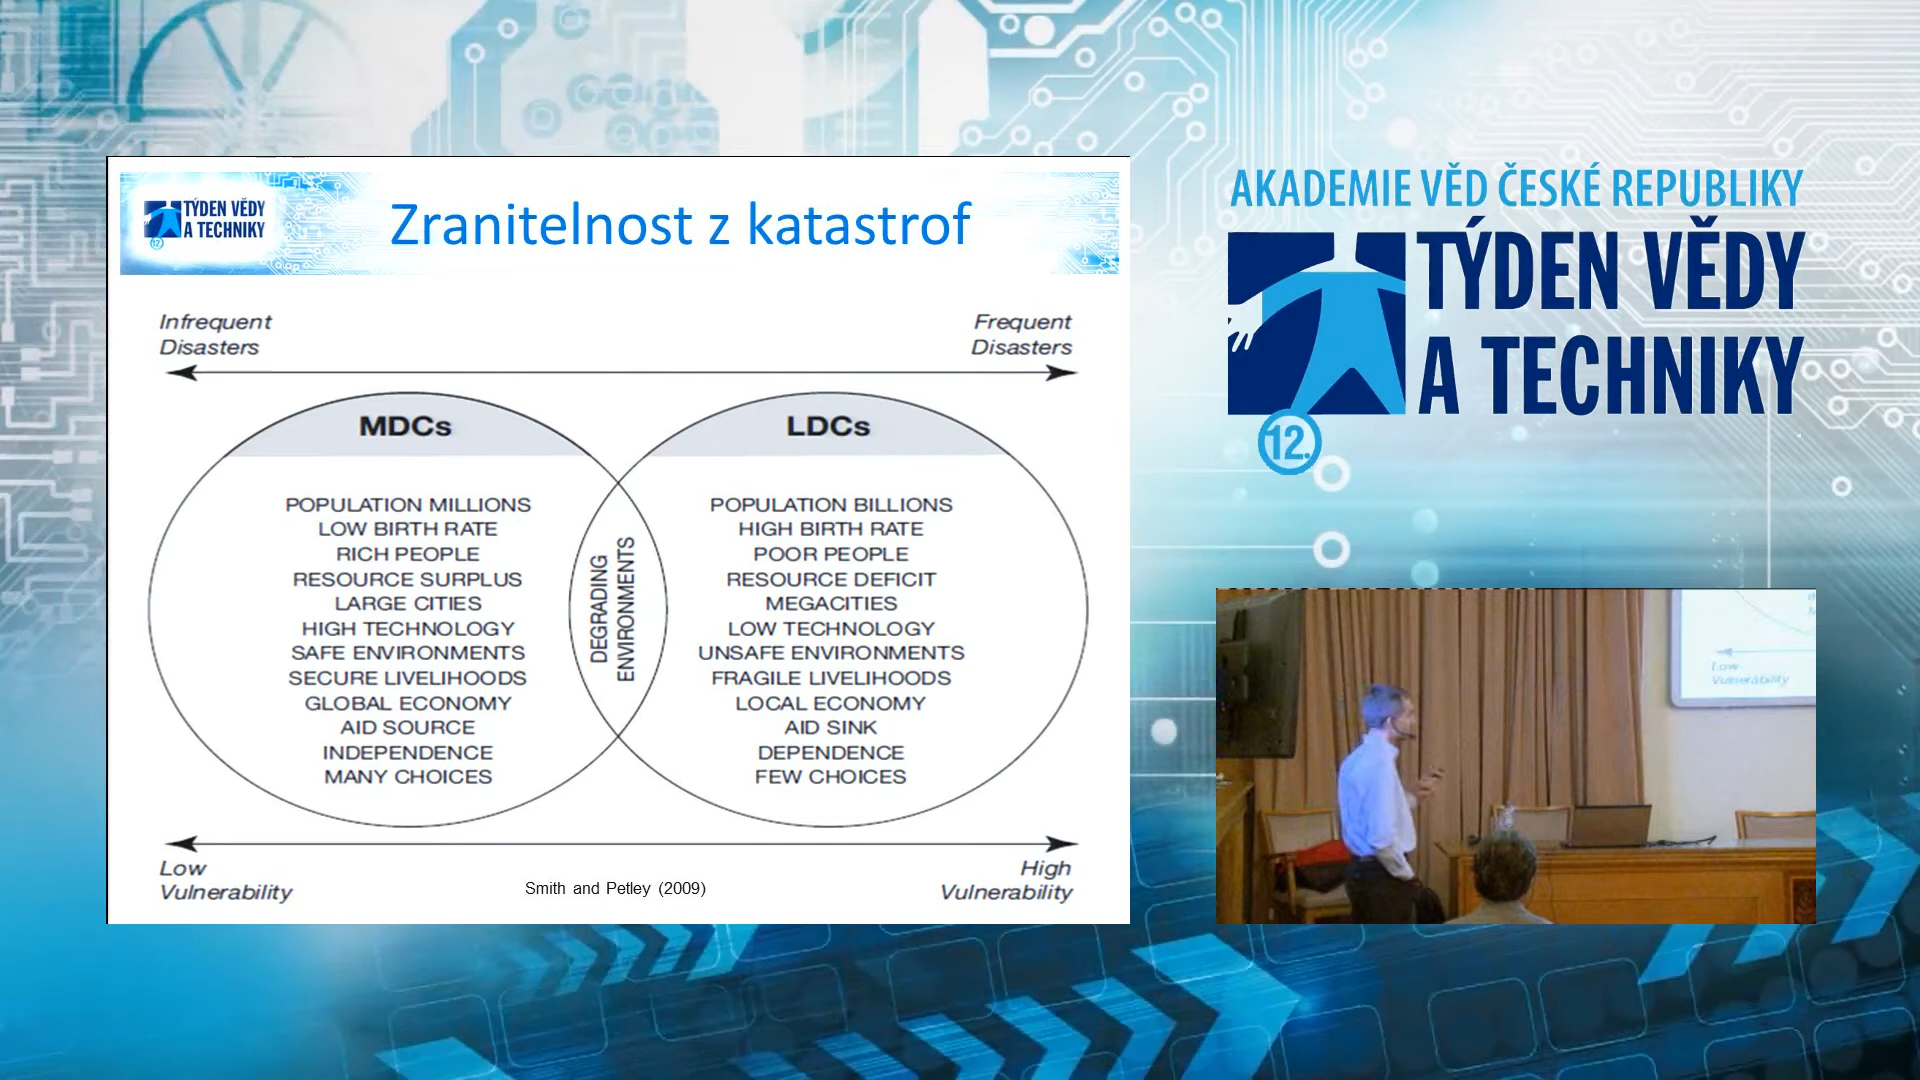 TÝDEN VĚDY
A TECHNIKY
12.
Zranitelnost z katastrof
Infrequent
Disasters
Frequent
Disasters
MDCs
POPULATION MILLIONS
LOW BIRTH RATE
RICH PEOPLE
RESOURCE SURPLUS
LARGE CITIES
HIGH TECHNOLOGY
SAFE ENVIRONMENTS
SECURE LIVELIHOODS
GLOBAL ECONOMY
AID SOURCE
INDEPENDENCE
MANY CHOICES
DEGRADING
ENVIRONMENTS
LDCs
POPULATION BILLIONS
HIGH BIRTH RATE
POOR PEOPLE
RESOURCE DEFICIT
MEGACITIES
LOW TECHNOLOGY
UNSAFE ENVIRONMENTS
FRAGILE LIVELIHOODS
LOCAL ECONOMY
AID SINK
DEPENDENCE
FEW CHOICES
Low
Vulnerability
Smith and Petley (2009)
High
Vulnerability
AKADEMIE VĚD ČESKÉ REPUBLIKY
TÝDEN VĚDY
A TECHNIKY
12.
Low
Vulnerability